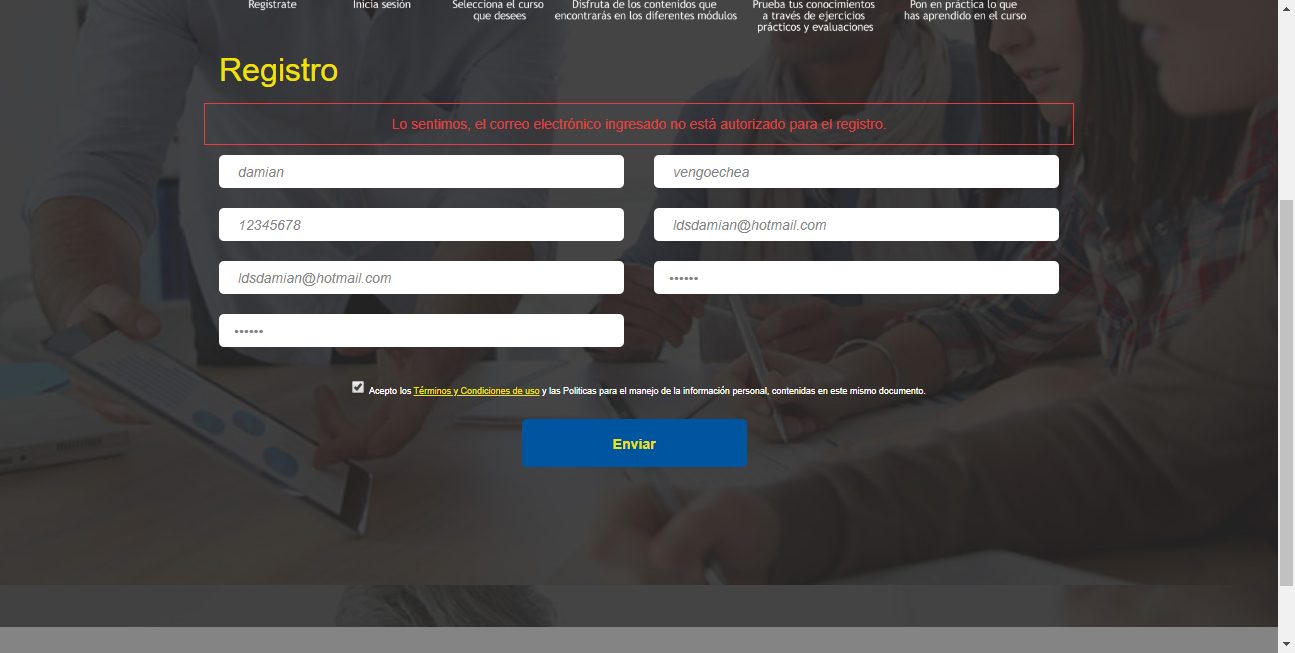 Regístrate
Inicia sesión
Selecciona el curso
que desees
Disfruta de los contenidos que
encontrarás en los diferentes módulos
Prueba tus conocimientos
a través de ejercicios
prácticos y evaluaciones
Pon en práctica lo que
has aprendido en el curso
Registro
Lo sentimos, el correo electrónico ingresado no está autorizado para el registro.
damian
vengoechea
12345678
ldsdamian@hotmail.com
ldsdamian@hotmail.com
••••••
••••••
Acepto los Términos y Condiciones de uso y las Politicas para el manejo de la información personal, contenidas en este mismo documento.
Enviar